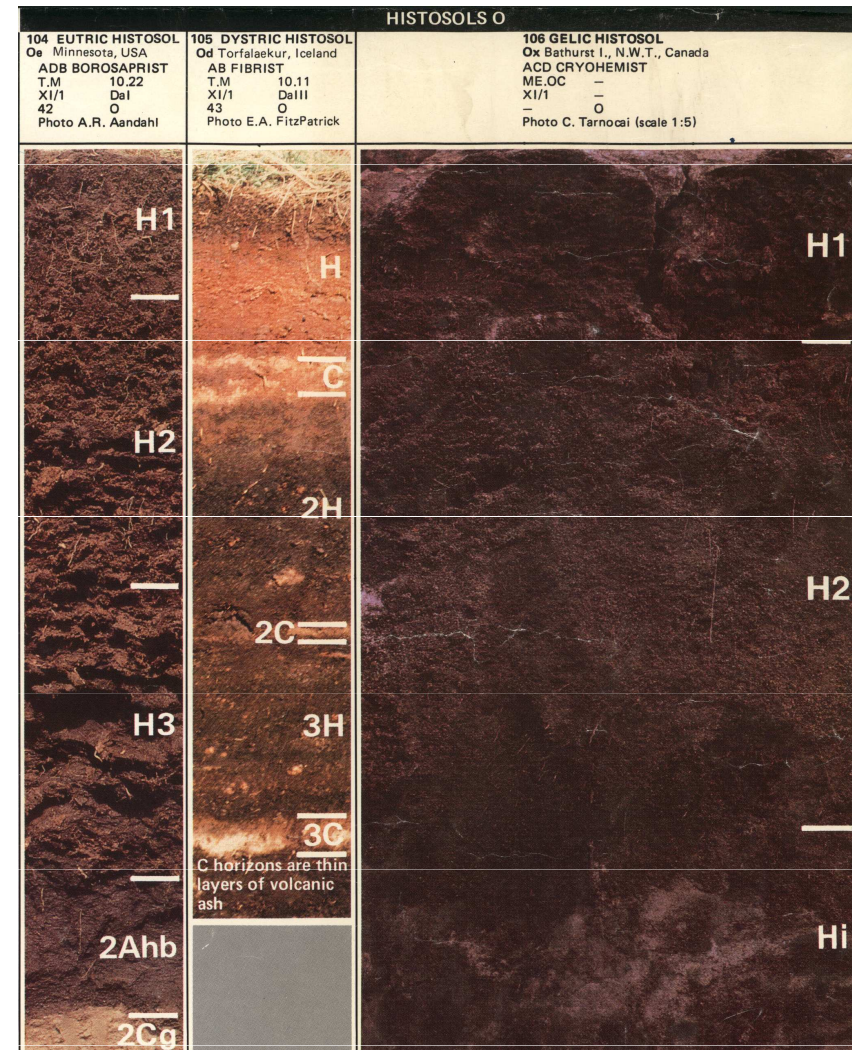 HISTOSOLS O
104 EUTRIC HISTOSOL
Oe Minnesota, USA
ADB BOROSAPRIST
T.M 10.22
XI/1 DaI
42 O
Photo A.R. Aandahl
105 DYSTRIC HISTOSOL
Od Torfalaekur, Iceland
AB FIBRIST
T.M 10.11
XI/1 DaIII
43 O
Photo E.A. FitzPatrick
106 GELIC HISTOSOL
Ox Bathurst I., N.W.T., Canada
ACD CRYOHEMIST
ME.OC –
XI/1 –
– O
Photo C. Tarnocai (scale 1:5)
H1
H2
H3
2Ahb
2Cg
H
C
2H
2C
3H
3C
C horizons are thin
layers of volcanic
ash
H1
H2
Hi